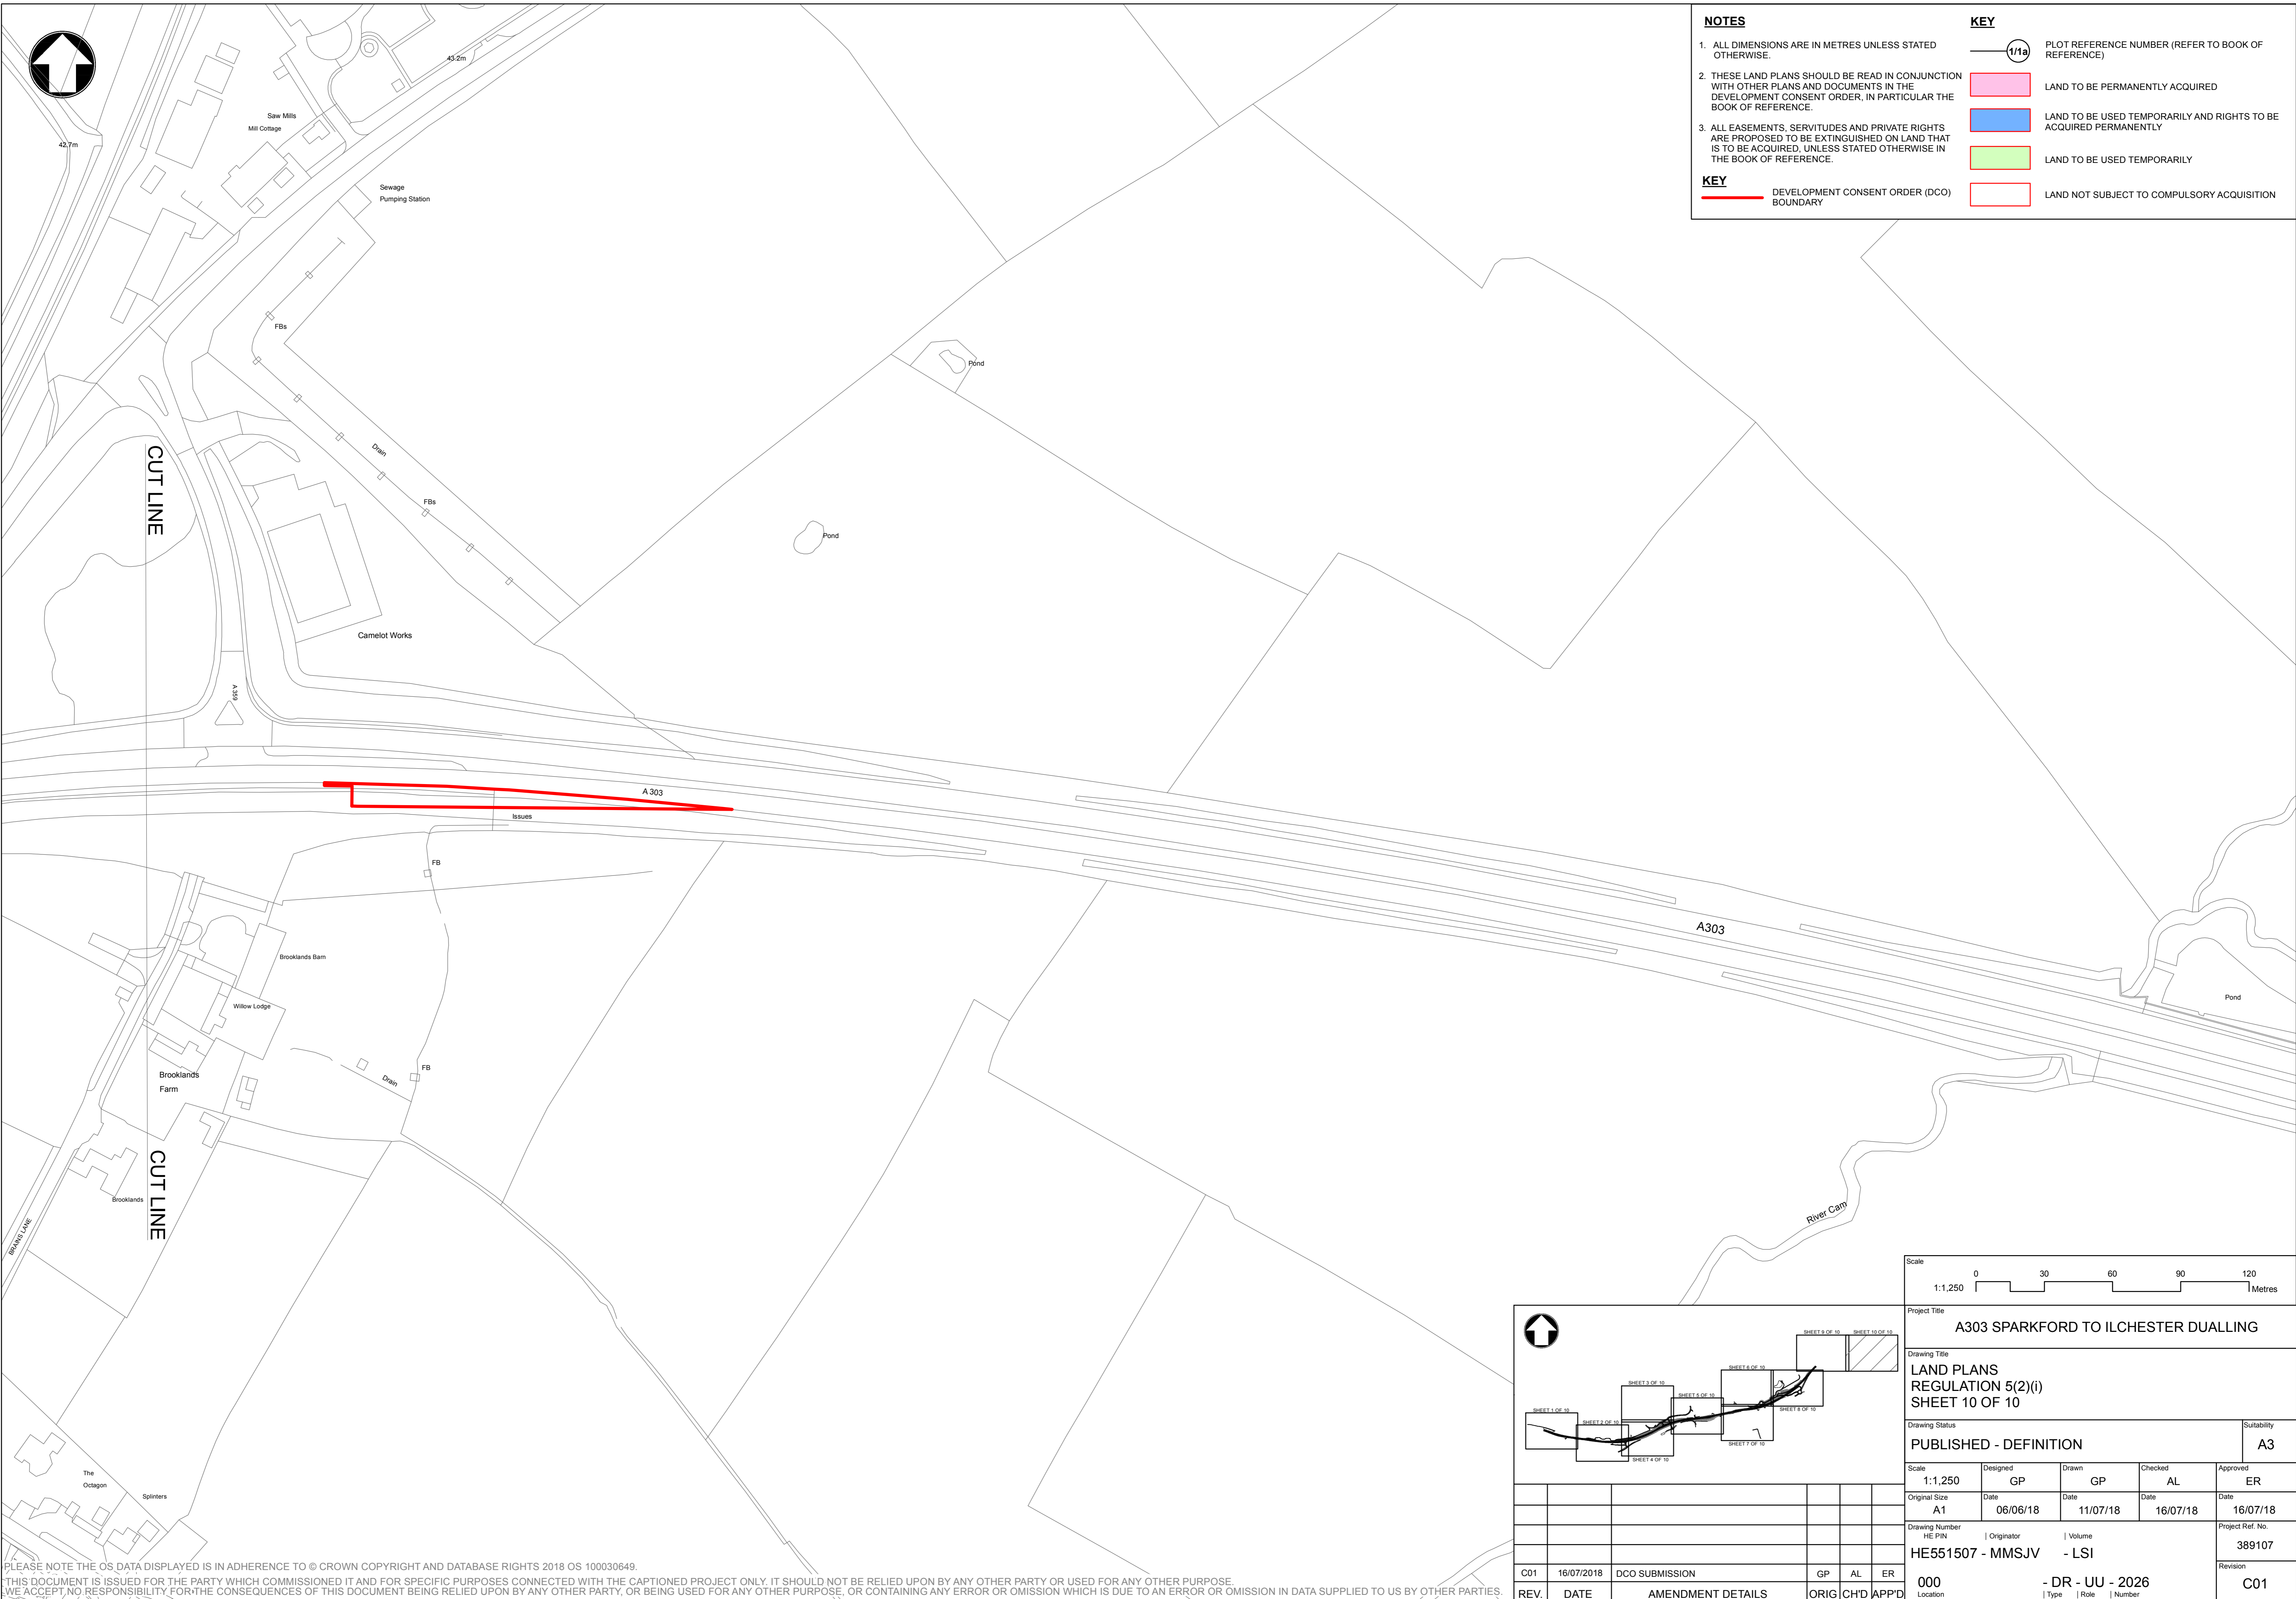 NOTES
1. ALL DIMENSIONS ARE IN METRES UNLESS STATED
OTHERWISE.
2. THESE LAND PLANS SHOULD BE READ IN CONJUNCTION
WITH OTHER PLANS AND DOCUMENTS IN THE
DEVELOPMENT CONSENT ORDER, IN PARTICULAR THE
BOOK OF REFERENCE.
3. ALL EASEMENTS, SERVITUDES AND PRIVATE RIGHTS
ARE PROPOSED TO BE EXTINGUISHED ON LAND THAT
IS TO BE ACQUIRED, UNLESS STATED OTHERWISE IN
THE BOOK OF REFERENCE.
KEY
DEVELOPMENT CONSENT ORDER (DCO)
BOUNDARY
KEY
1/1a
PLOT REFERENCE NUMBER (REFER TO BOOK OF
REFERENCE)
LAND TO BE PERMANENTLY ACQUIRED
LAND TO BE USED TEMPORARILY AND RIGHTS TO BE
ACQUIRED PERMANENTLY
LAND TO BE USED TEMPORARILY
LAND NOT SUBJECT TO COMPULSORY ACQUISITION
43.2m
Saw Mills
Mill Cottage
42.7m
Sewage
Pumping Station
FBs
Pond
Drain
CUT LINE
FBs
Pond
Camelot Works
A 359
A 303
Issues
FB
A303
Brooklands Barn
Pond
Willow Lodge
FB
Brooklands
Farm
Drain
CUT LINE
Brooklands
BRAINS LANE
River Cam
The
Octagon
Splinters
Scale
1:1,250
0 30 60 90 120
Metres
Project Title
A303 SPARKFORD TO ILCHESTER DUALLING
Drawing Title
LAND PLANS
REGULATION 5(2)(i)
SHEET 10 OF 10
Drawing Status
PUBLISHED - DEFINITION
Suitability
A3
Scale
1:1,250
Designed
GP
Drawn
GP
Checked
AL
Approved
ER
Original Size
A1
Date
06/06/18
Date
11/07/18
Date
16/07/18
Date
16/07/18
Drawing Number
HE PIN | Originator | Volume
HE551507 - MMSJV - LSI
000 - DR - UU - 2026
Location | Type | Role | Number
Project Ref. No.
389107
Revision
C01
SHEET 9 OF 10
SHEET 10 OF 10
SHEET 6 OF 10
SHEET 3 OF 10
SHEET 5 OF 10
SHEET 1 OF 10
SHEET 2 OF 10
SHEET 8 OF 10
SHEET 7 OF 10
SHEET 4 OF 10
C01 16/07/2018 DCO SUBMISSION GP AL ER
REV. DATE AMENDMENT DETAILS ORIG CH'D APP'D
PLEASE NOTE THE OS DATA DISPLAYED IS IN ADHERENCE TO © CROWN COPYRIGHT AND DATABASE RIGHTS 2018 OS 100030649.
THIS DOCUMENT IS ISSUED FOR THE PARTY WHICH COMMISSIONED IT AND FOR SPECIFIC PURPOSES CONNECTED WITH THE CAPTIONED PROJECT ONLY. IT SHOULD NOT BE RELIED UPON BY ANY OTHER PARTY OR USED FOR ANY OTHER PURPOSE.
WE ACCEPT NO RESPONSIBILITY FOR THE CONSEQUENCES OF THIS DOCUMENT BEING RELIED UPON BY ANY OTHER PARTY, OR BEING USED FOR ANY OTHER PURPOSE, OR CONTAINING ANY ERROR OR OMISSION WHICH IS DUE TO AN ERROR OR OMISSION IN DATA SUPPLIED TO US BY OTHER PARTIES.